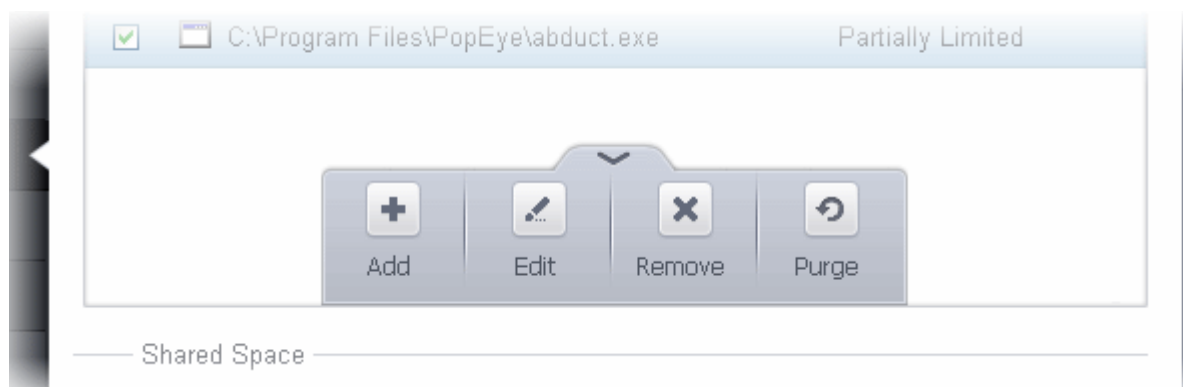 C:\Program Files\PopEye\abduct.exe Partially Limited
Add Edit Remove Purge
Shared Space